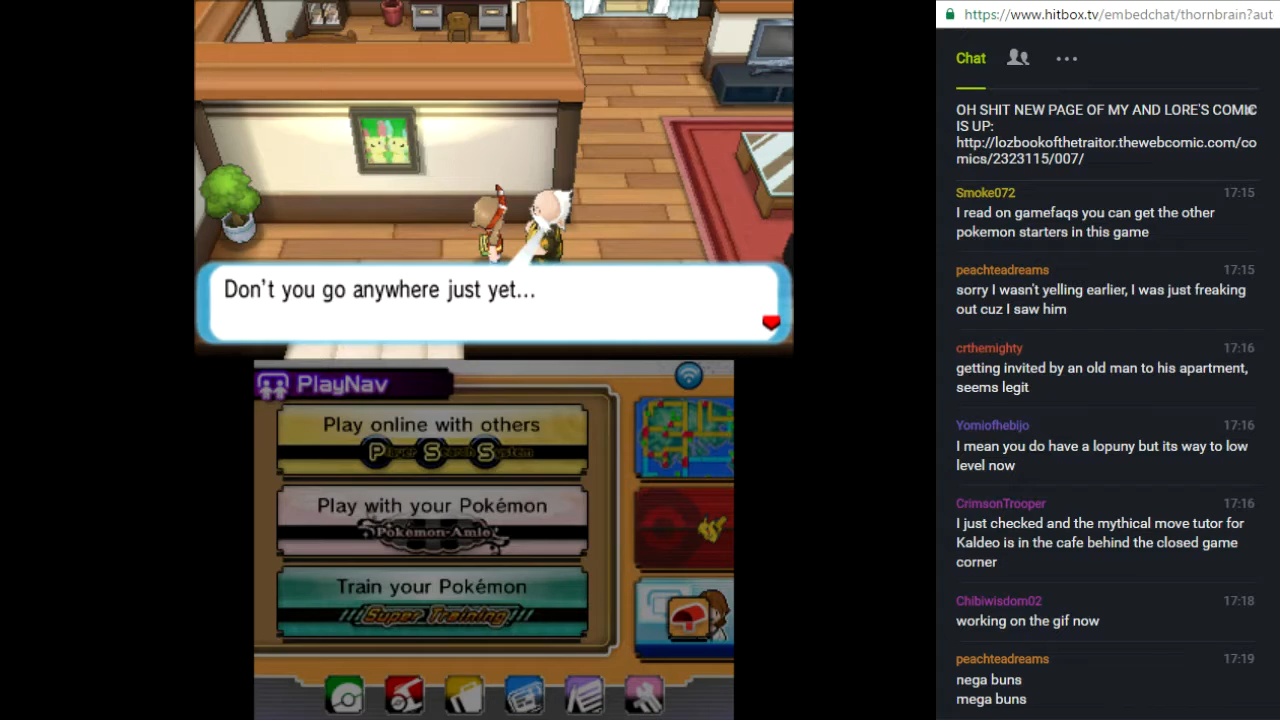 Don't you go anywhere just yet...
PlayNav
Play online with others
Player Search System
Play with your Pokémon
Pokémon-Amie
Train your Pokémon
Super Training
https://www.hitbox.tv/embedchat/thornbrain?aut
Chat
OH SHIT NEW PAGE OF MY AND LORE'S COMIC
IS UP:
http://lozbookofthetraitor.thewebcomic.com/co
mics/2323115/007/
Smoke072 17:15
I read on gamefaqs you can get the other
pokemon starters in this game
peachteadreams 17:15
sorry I wasn't yelling earlier, I was just freaking
out cuz I saw him
crthemighty 17:16
getting invited by an old man to his apartment,
seems legit
Yomiofhebijo 17:16
I mean you do have a lopuny but its way to low
level now
CrimsonTrooper 17:16
I just checked and the mythical move tutor for
Kaldeo is in the cafe behind the closed game
corner
Chibiwisdom02 17:18
working on the gif now
peachteadreams 17:19
nega buns
mega buns